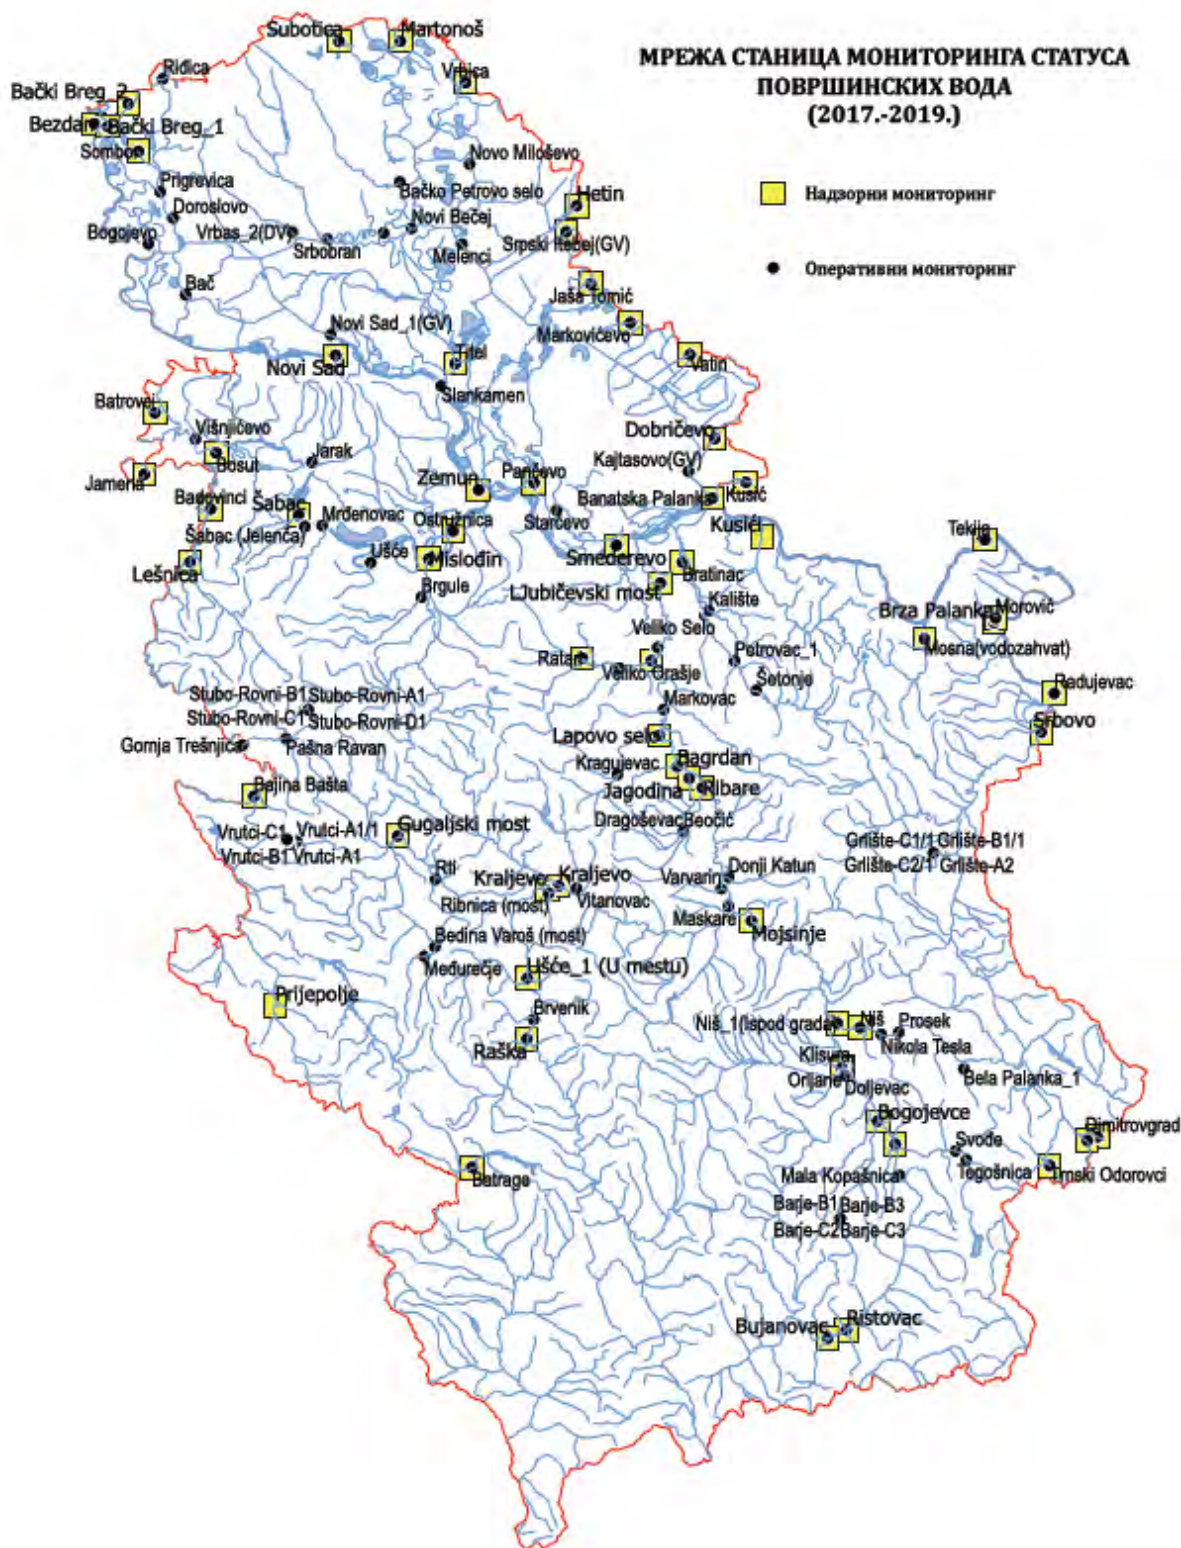 МРЕЖА СТАНИЦА МОНИТОРИНГА СТАТУСА
ПОВРШИНСКИХ ВОДА
(2017.-2019.)
Надзорни мониторинг
Оперативни мониторинг
Subotica
Martonoš
Riđica
Vrbica
Bački Breg_2
Bezdan
Bački Breg_1
Sombor
Novo Miloševo
Prigrevica
Bačko Petrovo selo
Hetin
Doroslovo
Bogojevo
Vrbas_2(DV)
Srbobran
Novi Bečej
Melenci
Srpski Itebej(GV)
Bač
Jaša Tomić
Novi Sad_1(GV)
Markovićevo
Novi Sad
Titel
Vatin
Slankamen
Batrovci
Višnjićevo
Dobričevo
Bosut
Jarak
Kajtasovo(GV)
Jamena
Zemun
Pančevo
Kusić
Badovinci
Šabac
Mrđenovac
Banatska Palanka
Starčevo
Kusići
Šabac (Jelenča)
Ostružnica
Tekija
Lešnica
Ušće
Mislođin
Smederevo
Bratinac
Brgule
LJubičevski most
Kalište
Brza Palanka
Morović
Veliko Selo
Mosna(vodozahvat)
Ratari
Veliko Orašje
Petrovac_1
Šetonje
Radujevac
Stubo-Rovni-B1
Stubo-Rovni-A1
Markovac
Stubo-Rovni-C1
Stubo-Rovni-D1
Srbovo
Gornja Trešnjica
Pašna Ravan
Lapovo selo
Kragujevac
Bagrdan
Bajina Bašta
Jagodina
Ribare
Vrutci-C1
Vrutci-A1/1
Gugaljski most
Dragoševac
Beočić
Vrutci-B1
Vrutci-A1
Grlište-C1/1
Grlište-B1/1
Grlište-C2/1
Grlište-A2
Rti
Kraljevo
Kraljevo
Donji Katun
Varvarin
Ribnica (most)
Vitanovac
Maskare
Mojsinje
Bedina Varoš (most)
Međurečje
Ušće_1 (U mestu)
Prijepolje
Brvenik
Niš_1(Ispod grada)
Niš
Prosek
Raška
Nikola Tesla
Klisura
Orljane
Doljevac
Bela Palanka_1
Bogojevce
Dimitrovgrad
Svođe
Batrage
Mala Kopašnica
Tegošnica
Trnski Odorovci
Barje-B1
Barje-B3
Barje-C2
Barje-C3
Bujanovac
Ristovac